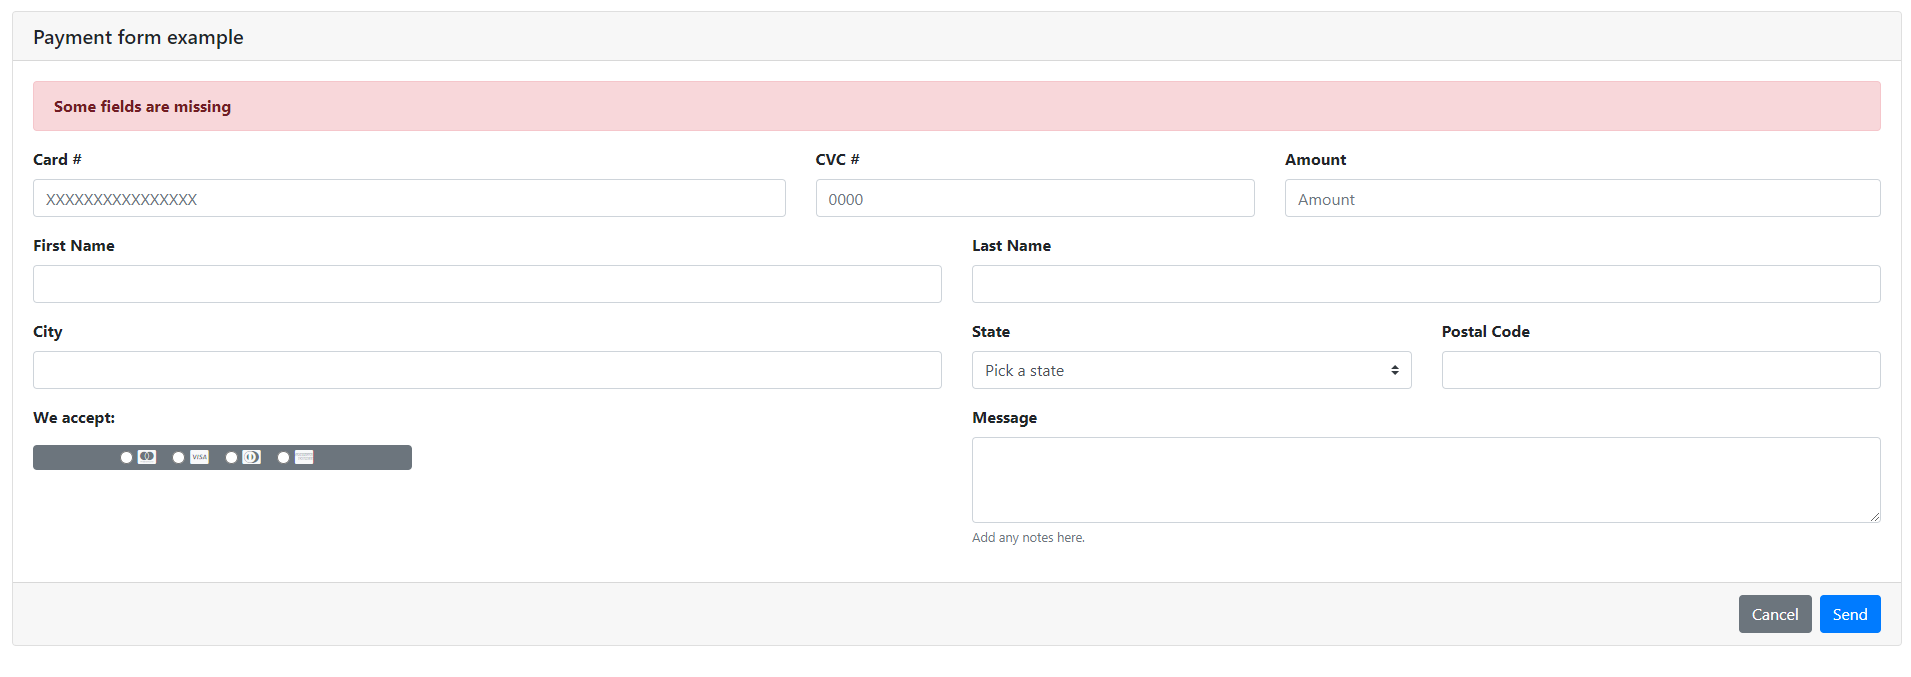 Payment form example
Some fields are missing
Card # CVC # Amount
XXXXXXXXXXXXXXXX 0000 Amount
First Name Last Name
City State Postal Code
Pick a state
We accept: Message
VISA
Add any notes here.
Cancel Send